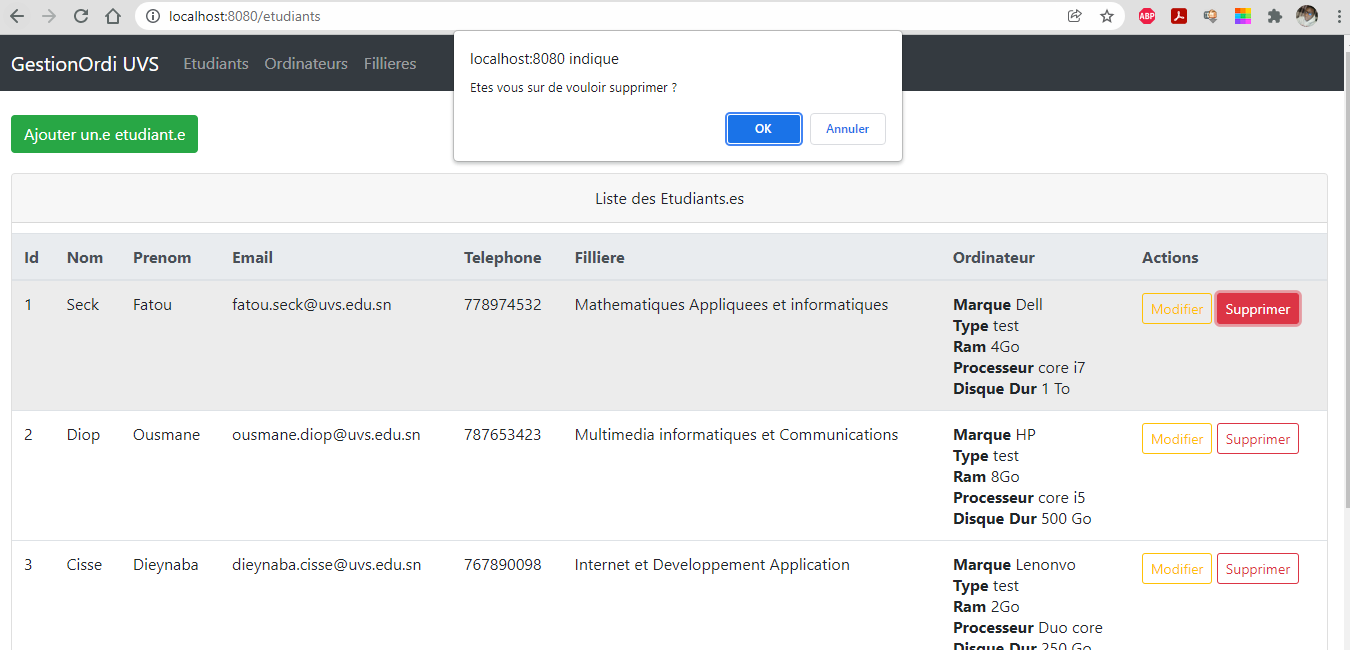 localhost:8080/etudiants
ABP
GestionOrdi UVS Etudiants Ordinateurs Fillieres
localhost:8080 indique
Etes vous sur de vouloir supprimer ?
OK Annuler
Ajouter un.e etudiant.e
Liste des Etudiants.es
Id Nom Prenom Email Telephone Filliere Ordinateur Actions
1 Seck Fatou fatou.seck@uvs.edu.sn 778974532 Mathematiques Appliquees et informatiques Marque Dell Modifier Supprimer
Type test
Ram 4Go
Processeur core i7
Disque Dur 1 To
2 Diop Ousmane ousmane.diop@uvs.edu.sn 787653423 Multimedia informatiques et Communications Marque HP Modifier Supprimer
Type test
Ram 8Go
Processeur core i5
Disque Dur 500 Go
3 Cisse Dieynaba dieynaba.cisse@uvs.edu.sn 767890098 Internet et Developpement Application Marque Lenonvo Modifier Supprimer
Type test
Ram 2Go
Processeur Duo core
Disque Dur 250 Go